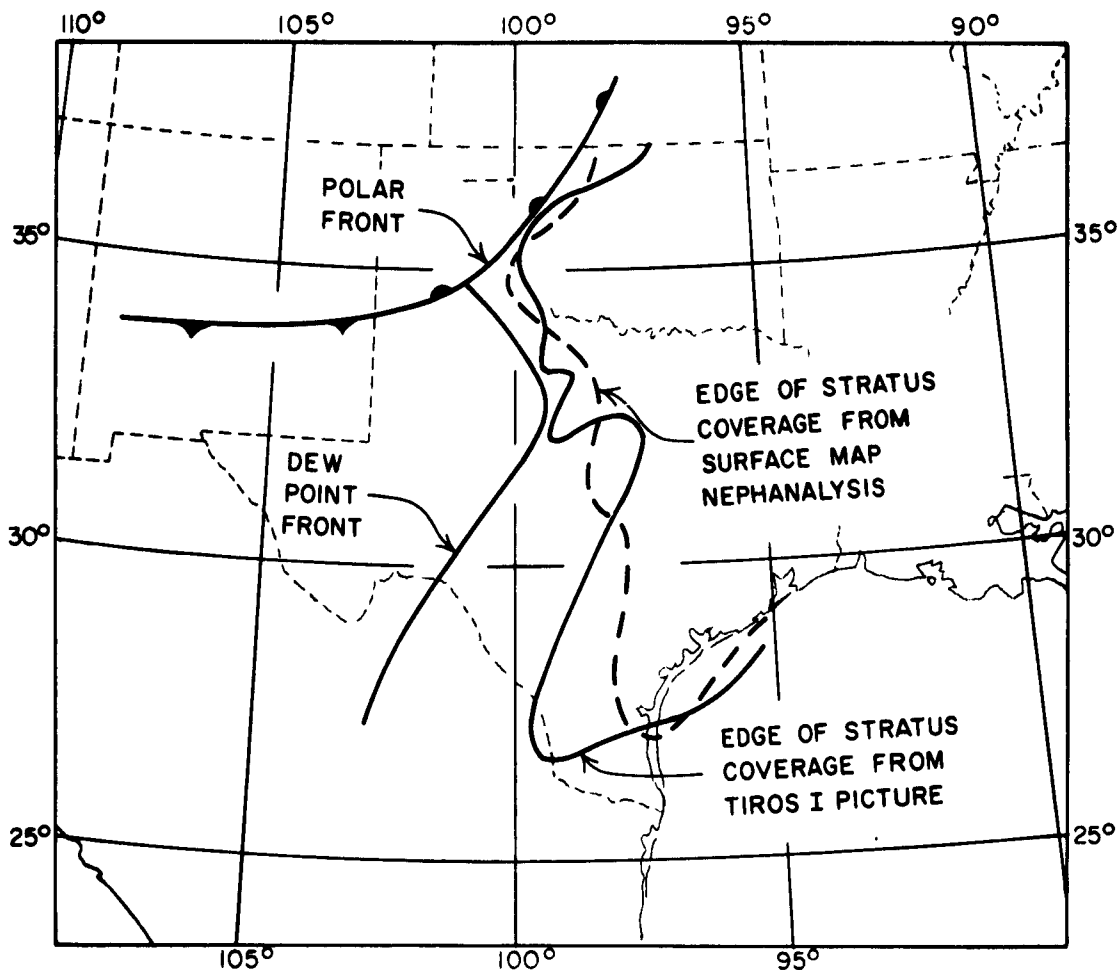 110° 105° 100° 95° 90°
POLAR
FRONT
35° 35°
EDGE OF STRATUS
COVERAGE FROM
SURFACE MAP
NEPHANALYSIS
DEW
POINT
FRONT
30° 30°
EDGE OF STRATUS
COVERAGE FROM
TIROS I PICTURE
25° 25°
105° 100° 95°